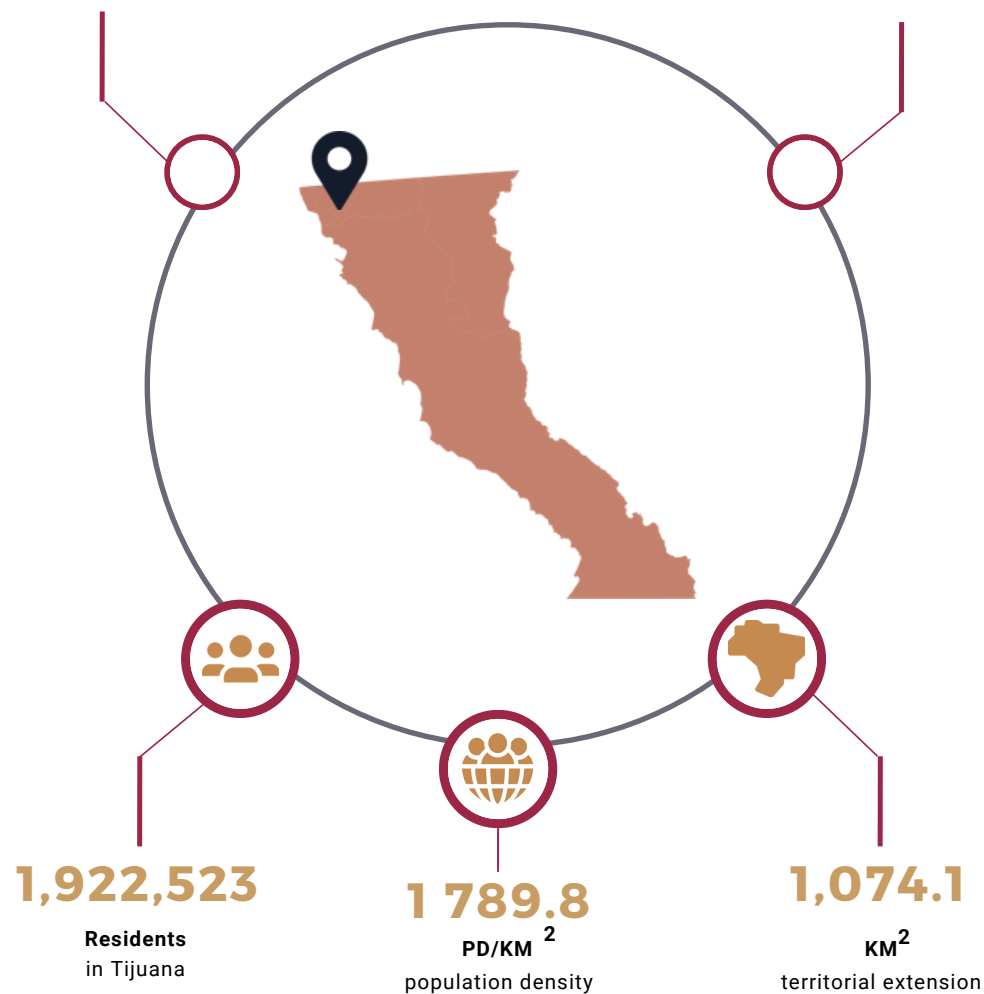 1,922,523
Residents
in Tijuana
1 789.8
PD/KM 2
population density
1,074.1
KM2
territorial extension